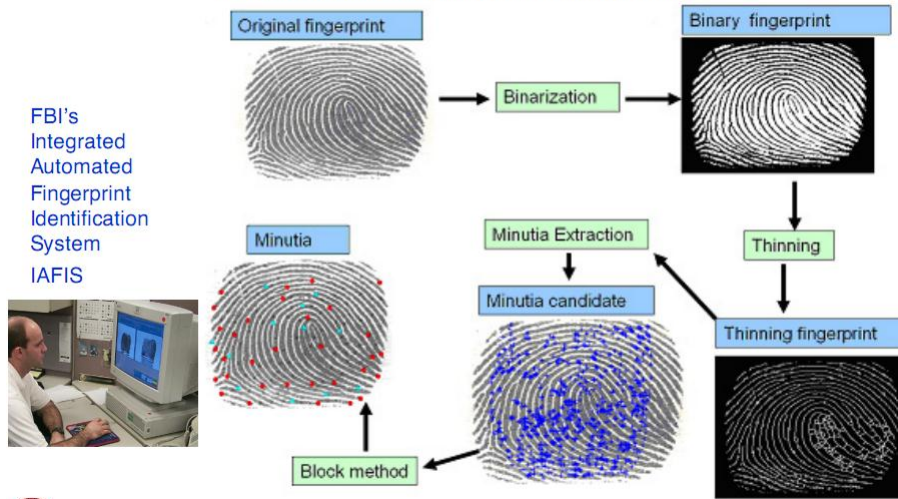 Original fingerprint
Binary fingerprint
Binarization
FBI's
Integrated
Automated
Fingerprint
Identification
System
IAFIS
Minutia
Minutia Extraction
Thinning
Minutia candidate
Thinning fingerprint
Block method